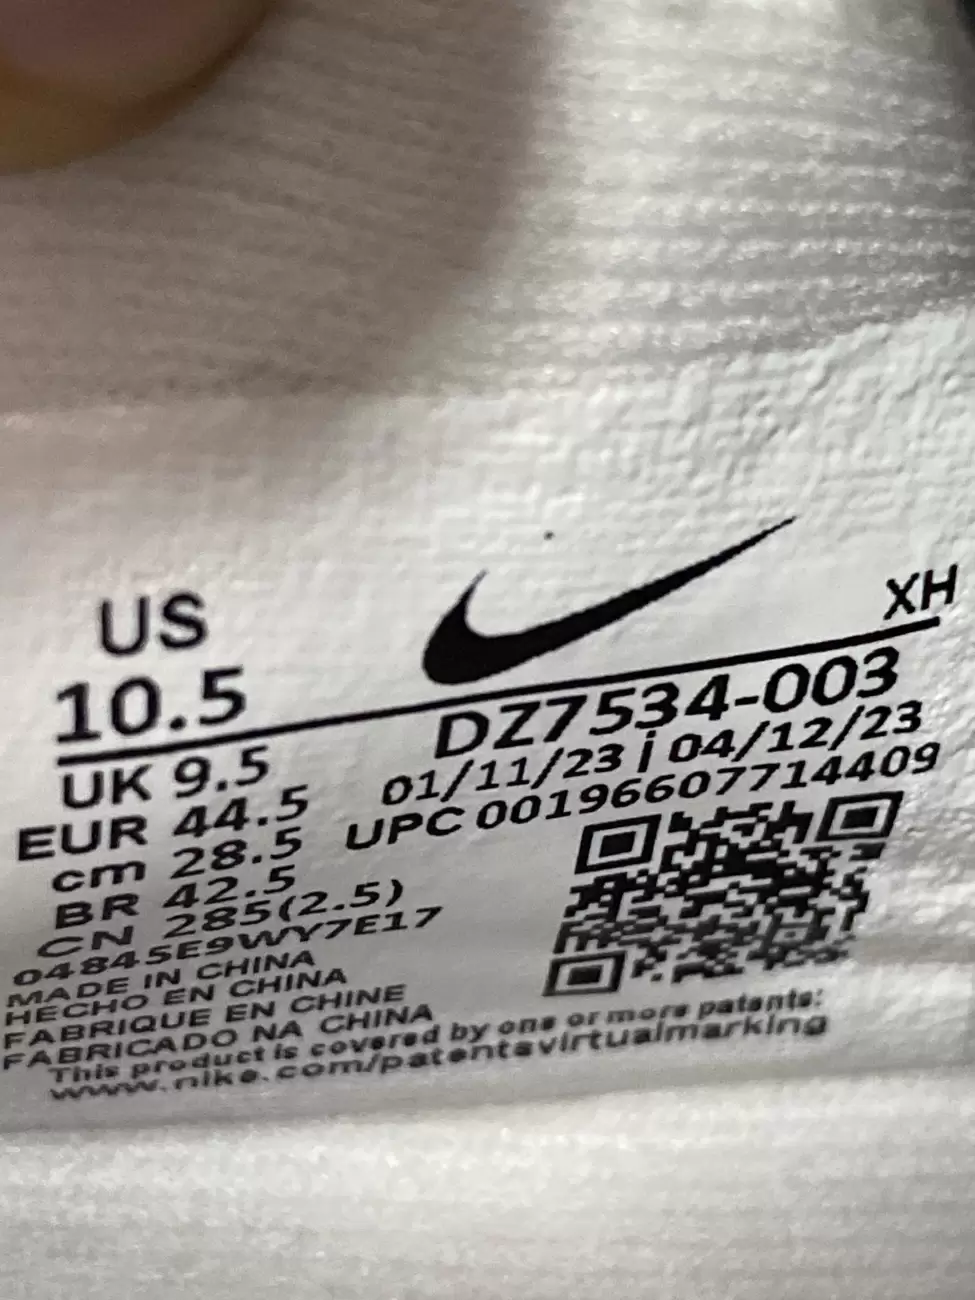 US
10.5
XH
DZ7534-003
01/11/23 | 04/12/23
UPC 00196607714409
UK 9.5
EUR 44.5
cm 28.5
BR 42.5
CN 285(2.5)
04845E9WY7E17
MADE IN CHINA
HECHO EN CHINA
FABRIQUE EN CHINE
FABRICADO NA CHINA
This product is covered by one or more patents:
www.nike.com/patentsvirtualmarking